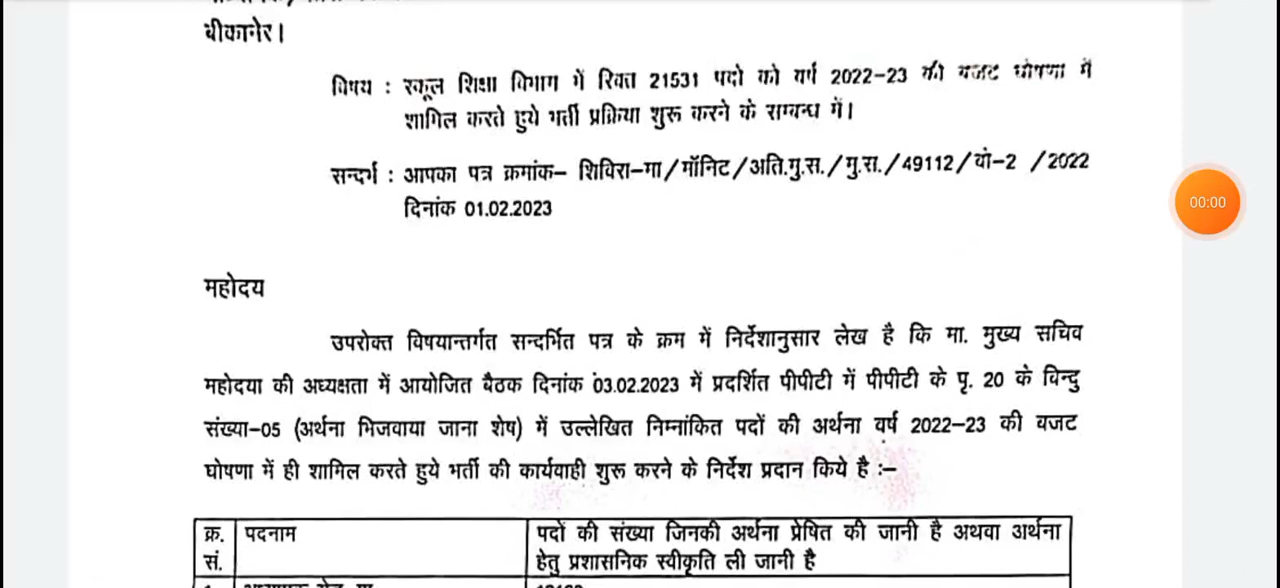 बीकानेर।
विषय : स्कूल शिक्षा विभाग में रिक्त 21531 पदो को वर्ष 2022-23 की बजट घोषणा में
शामिल करते हुये भर्ती प्रक्रिया शुरू करने के सम्बन्ध में।
सन्दर्भ : आपका पत्र क्रमांक– शिविरा–मा/मॉनिट/अति.मु.स./मु.स./49112/वो–2 /2022
दिनांक 01.02.2023
00:00
महोदय
उपरोक्त विषयान्तर्गत सन्दर्भित पत्र के क्रम में निर्देशानुसार लेख है कि मा. मुख्य सचिव
महोदया की अध्यक्षता में आयोजित बैठक दिनांक 03.02.2023 में प्रदर्शित पीपीटी में पीपीटी के पृ. 20 के विन्दु
संख्या–05 (अर्थना भिजवाया जाना शेष) में उल्लेखित निम्नांकित पदों की अर्थना वर्ष 2022–23 की बजट
घोषणा में ही शामिल करते हुये भर्ती की कार्यवाही शुरू करने के निर्देश प्रदान किये है :–
क्र. पदनाम पदों की संख्या जिनकी अर्थना प्रेषित की जानी है अथवा अर्थना
सं. हेतु प्रशासनिक स्वीकृति ली जानी है